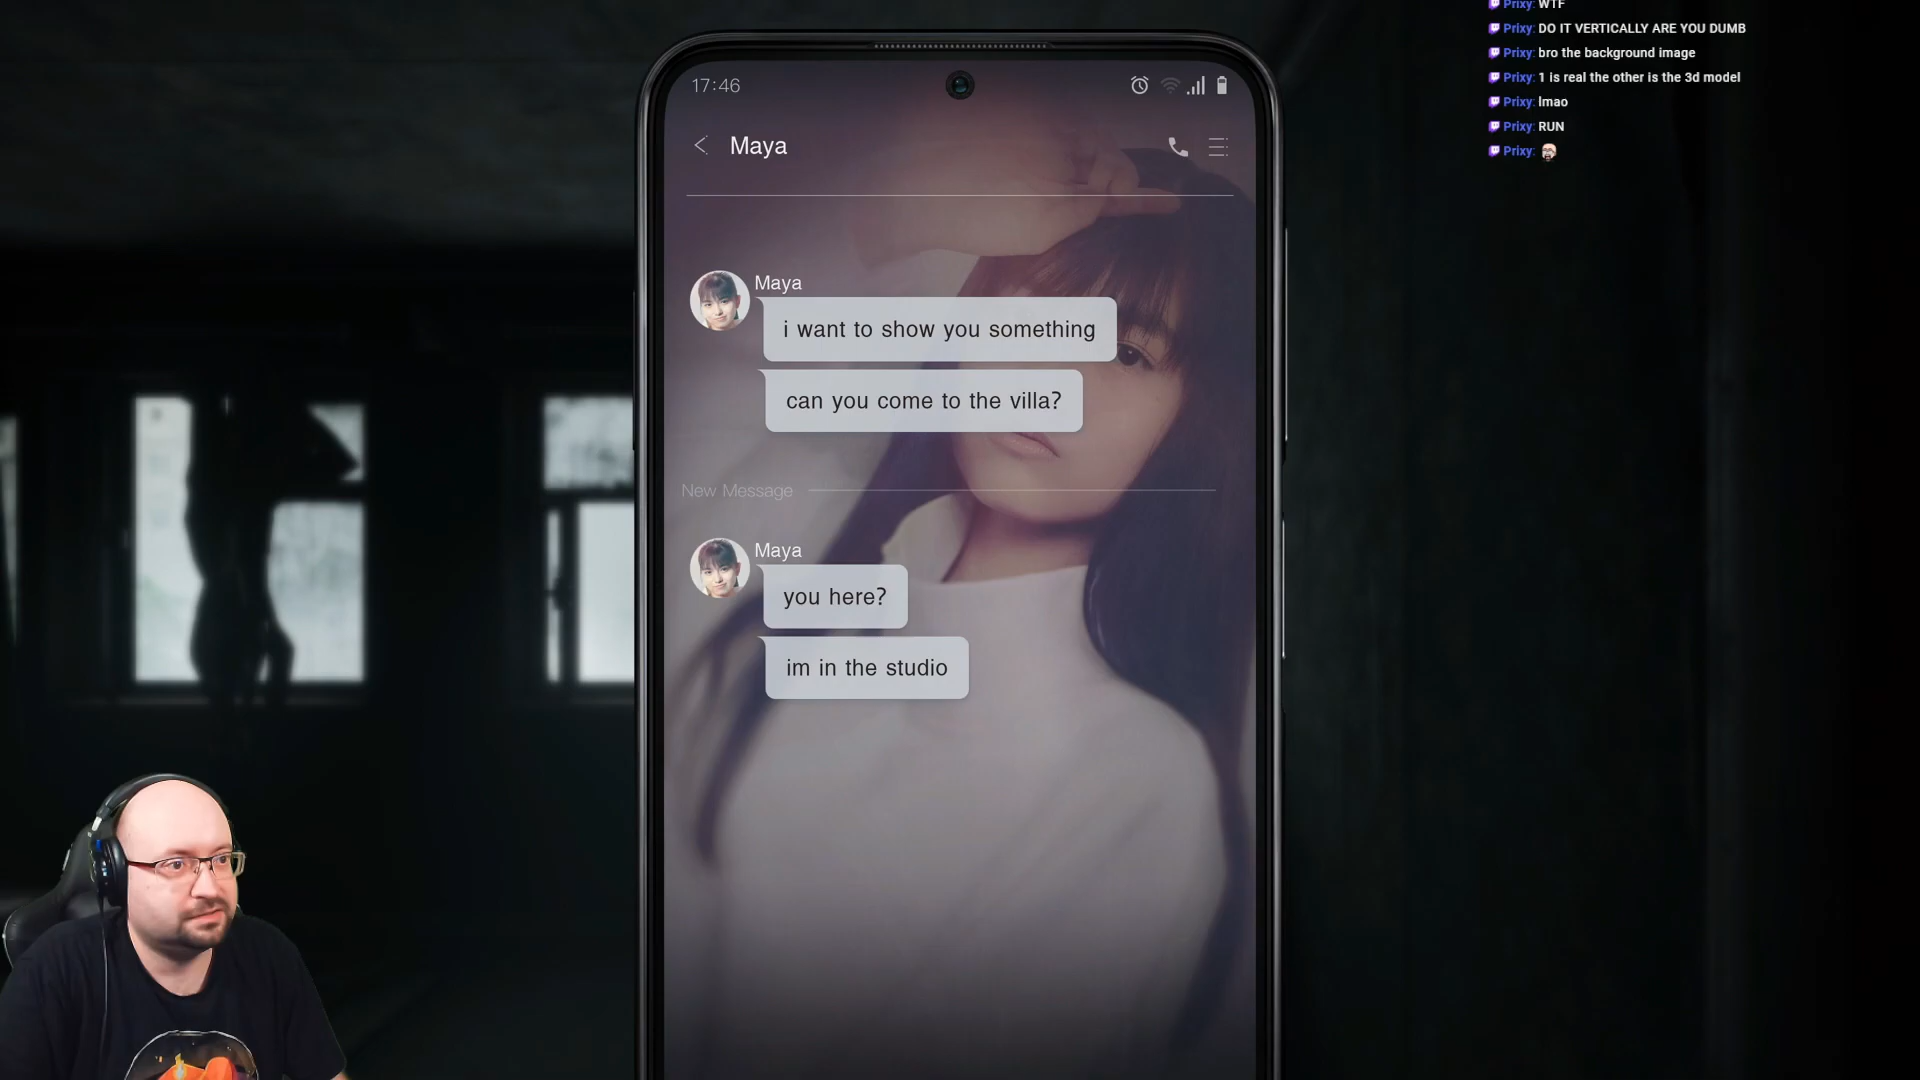 Prixy: WTF
Prixy: DO IT VERTICALLY ARE YOU DUMB
Prixy: bro the background image
Prixy: 1 is real the other is the 3d model
Prixy: lmao
Prixy: RUN
Prixy:
17:46
Maya
Maya
i want to show you something
can you come to the villa?
New Message
Maya
you here?
im in the studio